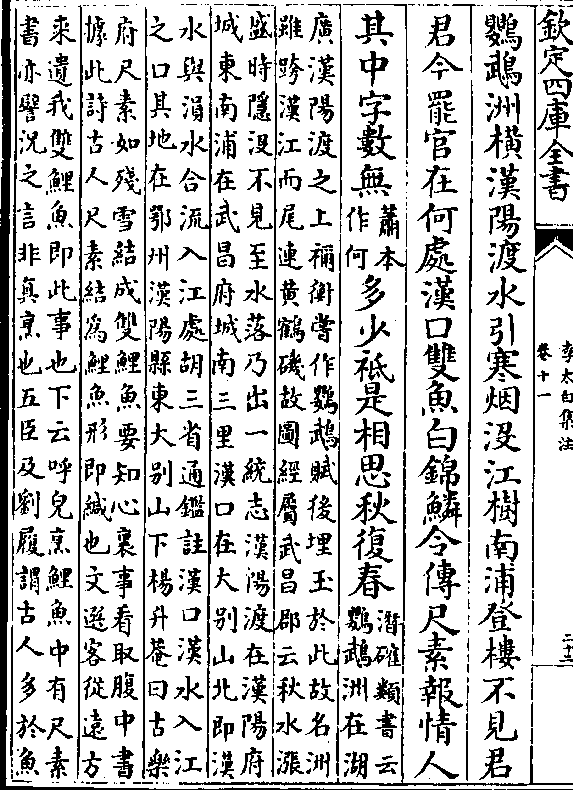 欽定四庫全書
李太白集注
卷十一
鸚鵡洲橫漢陽渡水引寒烟沒江樹南浦登樓不見君
君今罷官在何處漢口雙魚白錦鱗令傳尺素報情人
其中字數無蕭本作何多少祗是相思秋復春潛確類書云鸚鵡洲在湖
廣漢陽渡之上禰衡嘗作鸚鵡賦後埋玉於此故名洲
雖跨漢江而尾連黃鶴磯故圖經屬武昌郡云秋水漲
盛時隱沒不見至水落乃出一統志漢陽渡在漢陽府
城東南浦在武昌府城南三里漢口在大别山北即漢
水與溳水合流入江處胡三省通鑑註漢口漢水入江
之口其地在鄂州漢陽縣東大别山下楊升菴曰古樂
府尺素如殘雪結成雙鯉魚要知心裏事看取腹中書
據此詩古人尺素結為鯉魚形即緘也文選客從遠方
來遺我雙鯉魚即此事也下云呼兒烹鯉魚中有尺素
書亦譬況之言非真烹也五臣及劉履謂古人多於魚